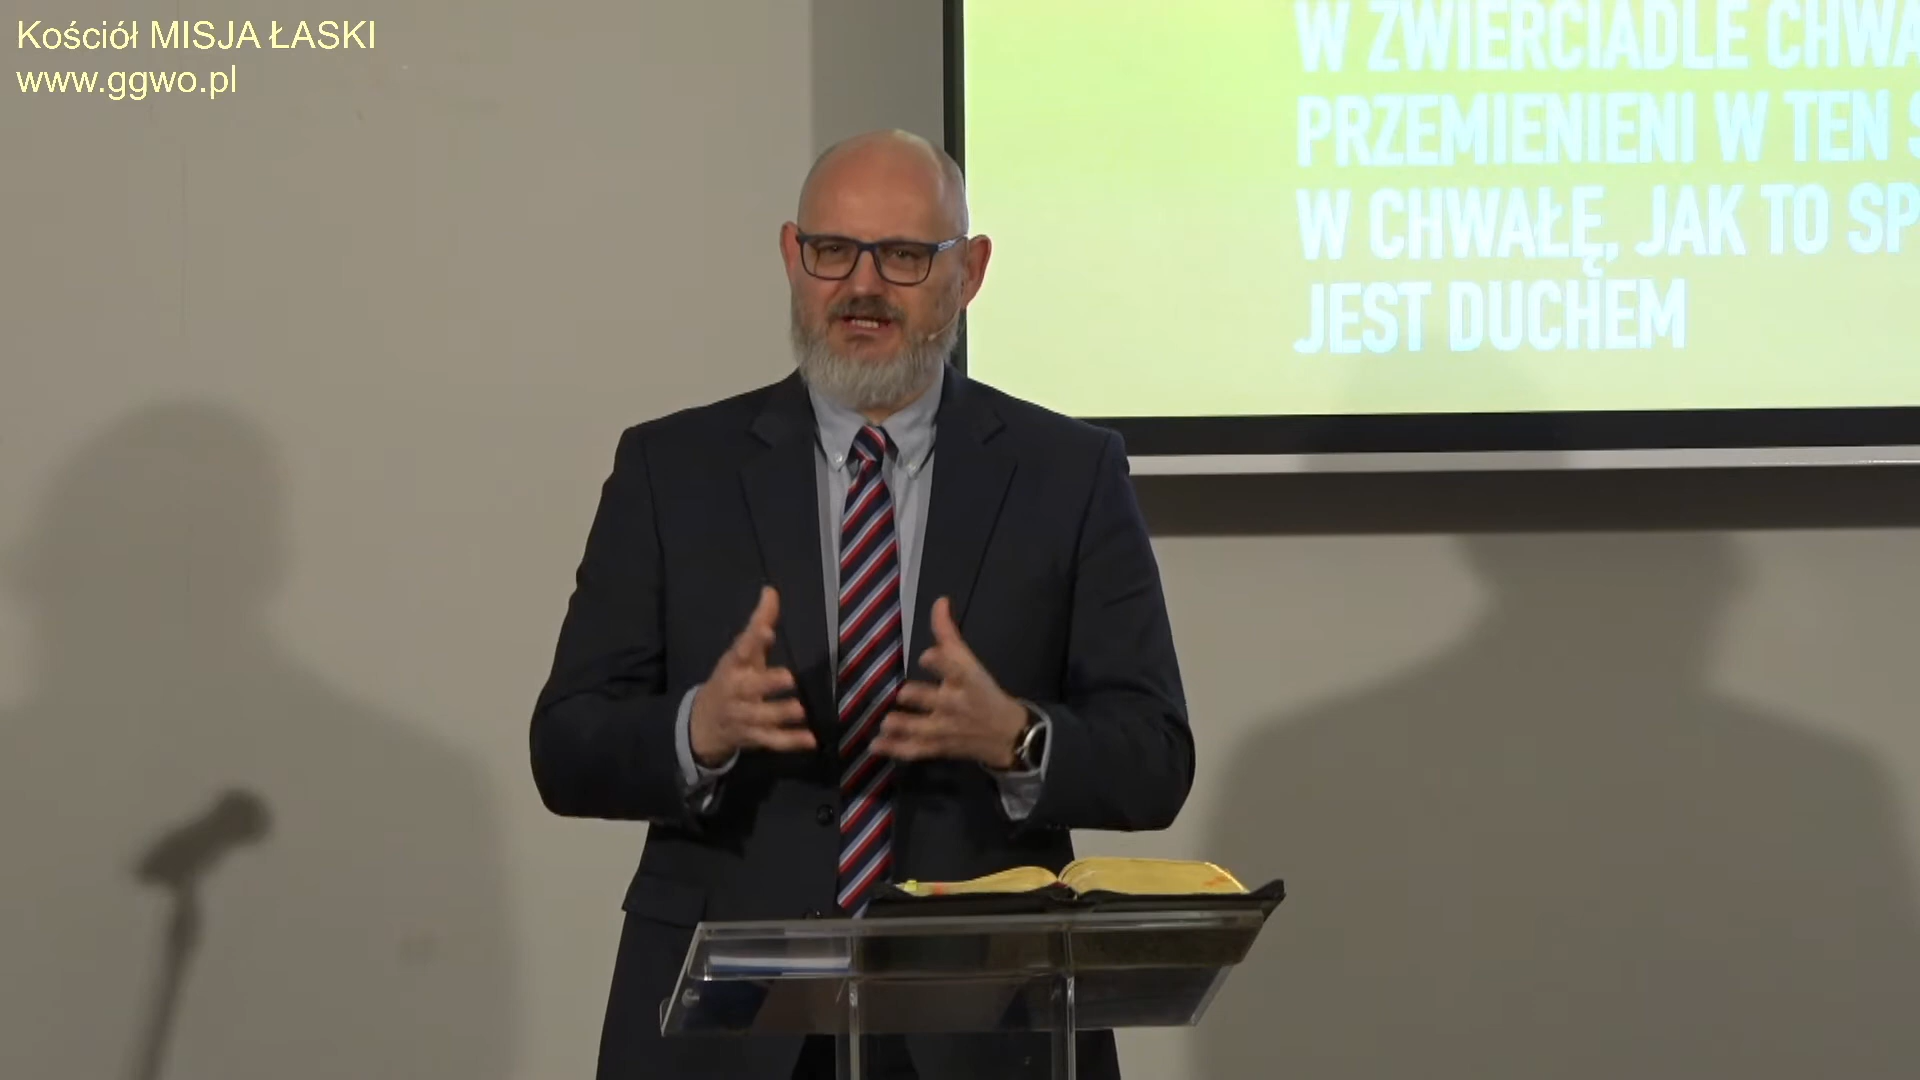 Kościół MISJA ŁASKI
www.ggwo.pl
W ZWIERCIADLE
PRZEMIENIENI W TEN
W CHWAŁĘ, JAK TO
JEST DUCHEM